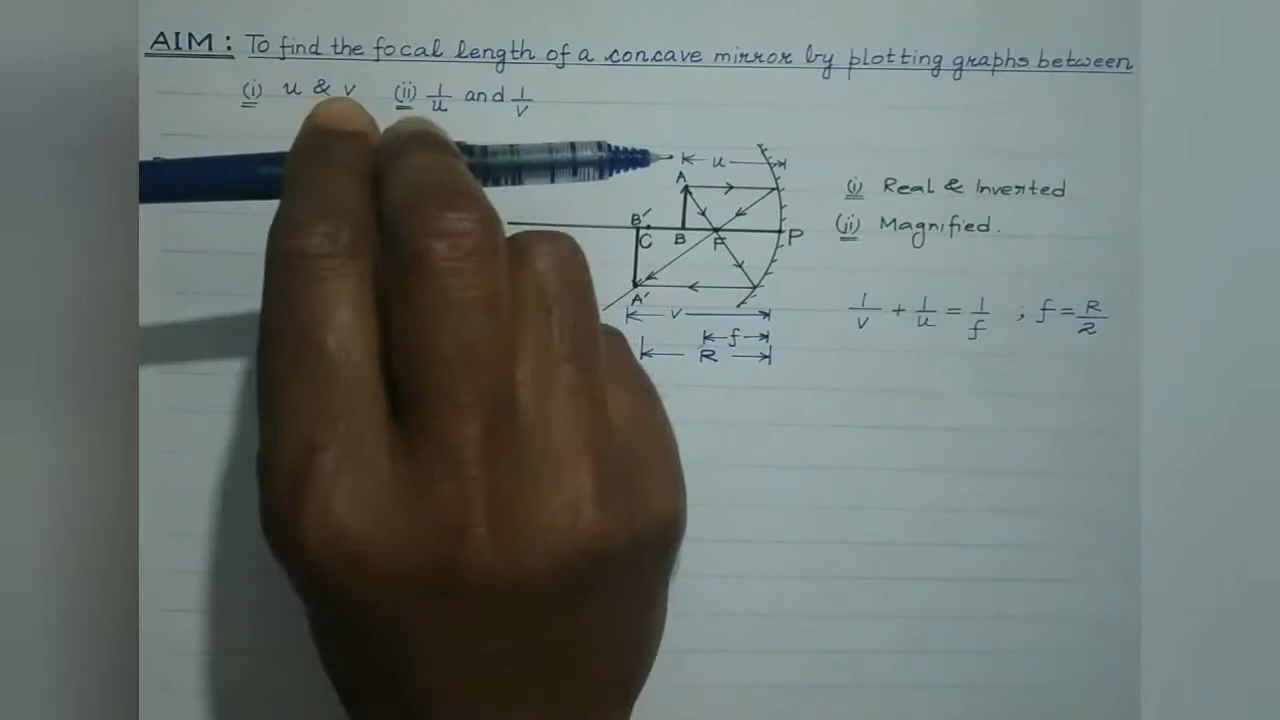 AIM : To find the focal length of a concave mirror by plotting graphs between
(i) u & v (ii) 1/u and 1/v
u
A
B'
C B F P
A'
v
f
R
(i) Real & Inverted
(ii) Magnified.
1/v + 1/u = 1/f , f = R/2